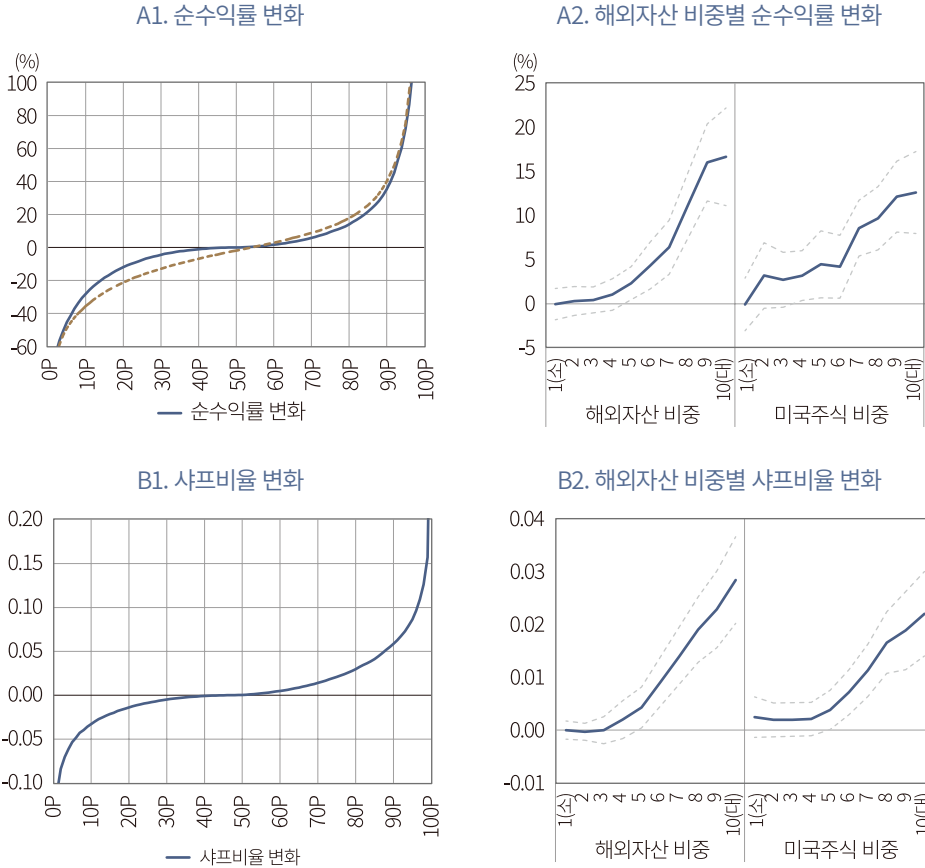 A1. 순수익률 변화
(%)
100
80
60
40
20
0
-20
-40
-60
0P
10P
20P
30P
40P
50P
60P
70P
80P
90P
100P
순수익률 변화
A2. 해외자산 비중별 순수익률 변화
(%)
25
20
15
10
5
0
-5
1(소)
2
3
4
5
6
7
8
9
10(대)
1(소)
2
3
4
5
6
7
8
9
10(대)
해외자산 비중
미국주식 비중
B1. 샤프비율 변화
0.20
0.15
0.10
0.05
0.00
-0.05
-0.10
0P
10P
20P
30P
40P
50P
60P
70P
80P
90P
100P
샤프비율 변화
B2. 해외자산 비중별 샤프비율 변화
0.04
0.03
0.02
0.01
0.00
-0.01
1(소)
2
3
4
5
6
7
8
9
10(대)
1(소)
2
3
4
5
6
7
8
9
10(대)
해외자산 비중
미국주식 비중